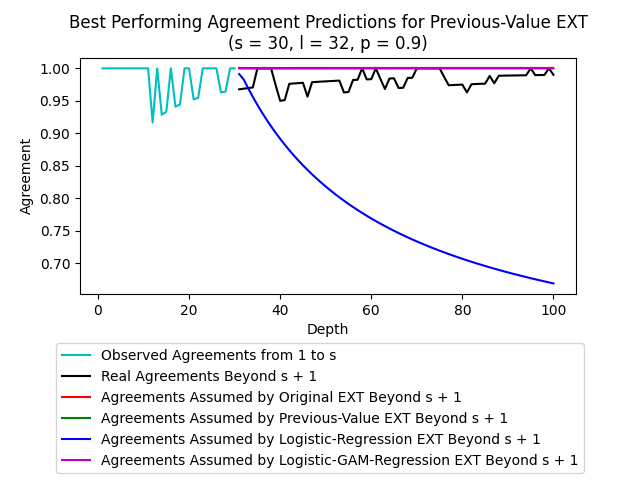 Best Performing Agreement Predictions for Previous-Value EXT
(s = 30, l = 32, p = 0.9)
1.00
0.95
0.90
0.85
0.80
0.75
0.70
Agreement
0 20 40 60 80 100
Depth
Observed Agreements from 1 to s
Real Agreements Beyond s + 1
Agreements Assumed by Original EXT Beyond s + 1
Agreements Assumed by Previous-Value EXT Beyond s + 1
Agreements Assumed by Logistic-Regression EXT Beyond s + 1
Agreements Assumed by Logistic-GAM-Regression EXT Beyond s + 1